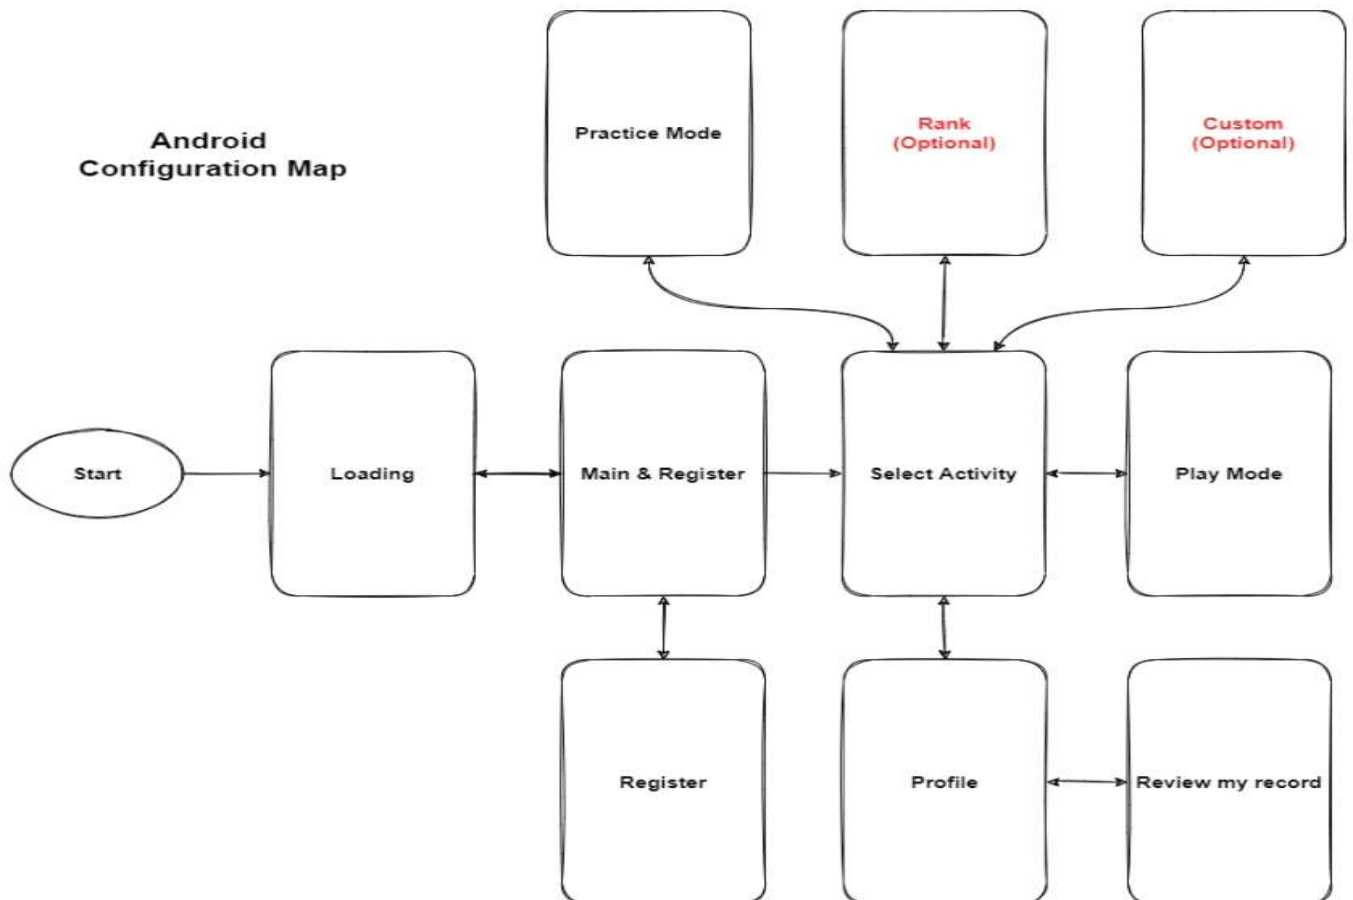 Android
Configuration Map
Practice Mode
Rank
(Optional)
Custom
(Optional)
Start
Loading
Main & Register
Select Activity
Play Mode
Register
Profile
Review my record